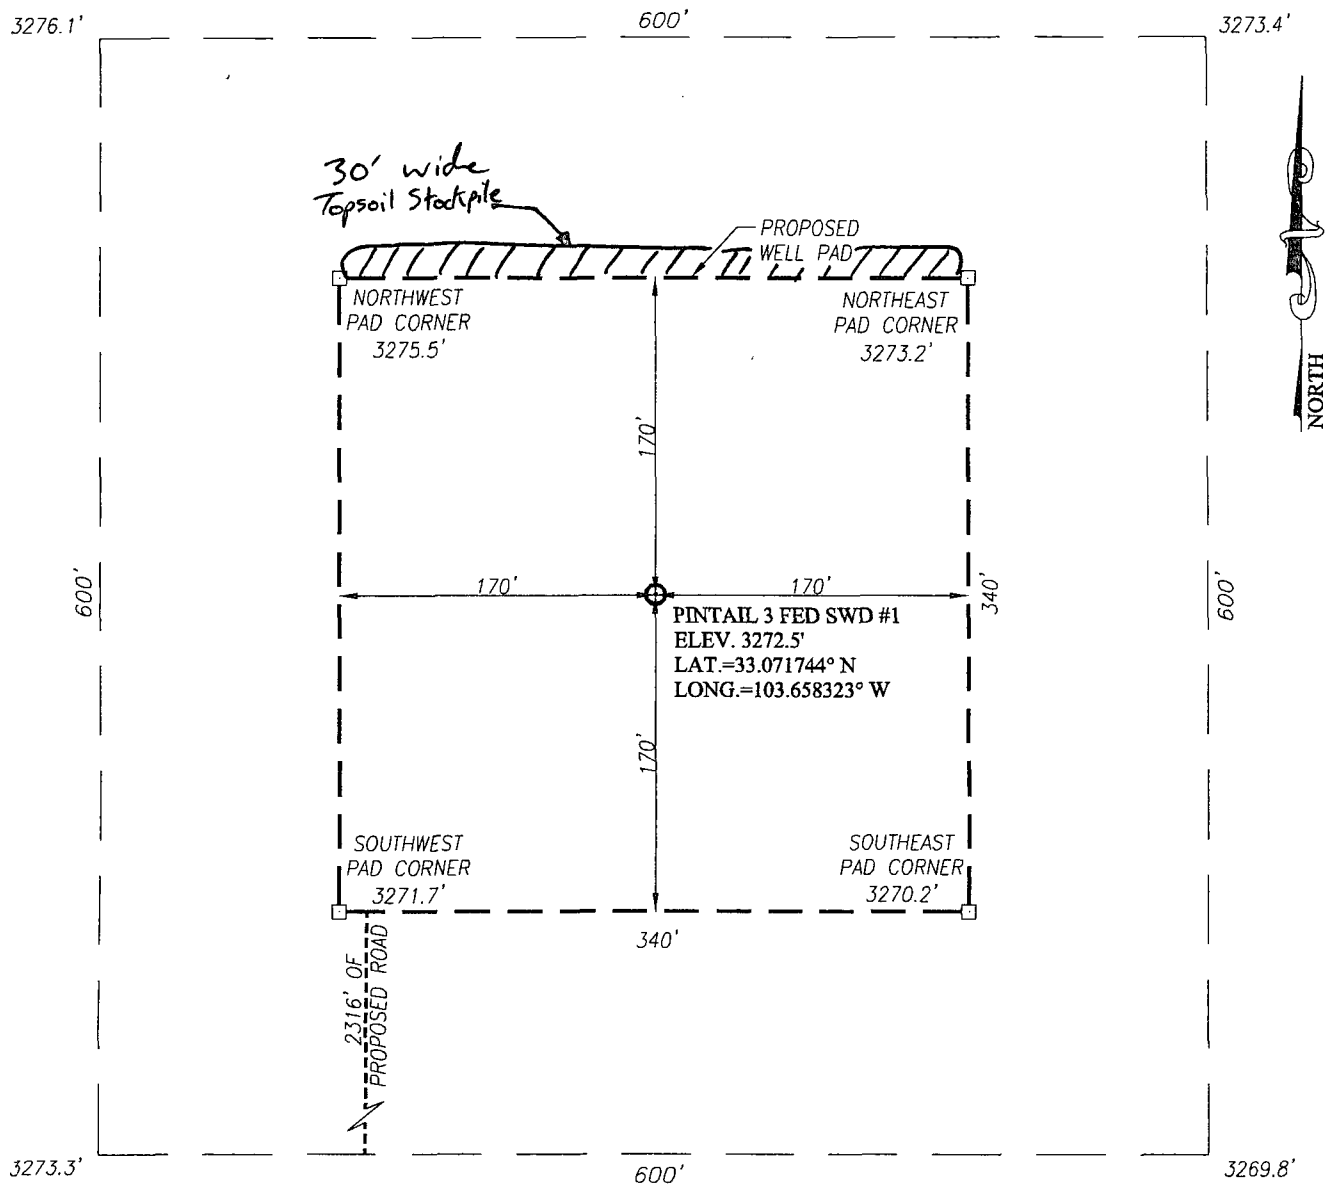 3276.1'
600'
3273.4'
30' wide
Topsoil Stockpile
PROPOSED
WELL PAD
NORTHWEST
PAD CORNER
3275.5'
NORTHEAST
PAD CORNER
3273.2'
NORTH
170'
600'
170'
170'
340'
600'
PINTAIL 3 FED SWD #1
ELEV. 3272.5'
LAT.=33.071744° N
LONG.=103.658323° W
170'
SOUTHWEST
PAD CORNER
3271.7'
SOUTHEAST
PAD CORNER
3270.2'
340'
2316' OF
PROPOSED ROAD
3273.3'
600'
3269.8'